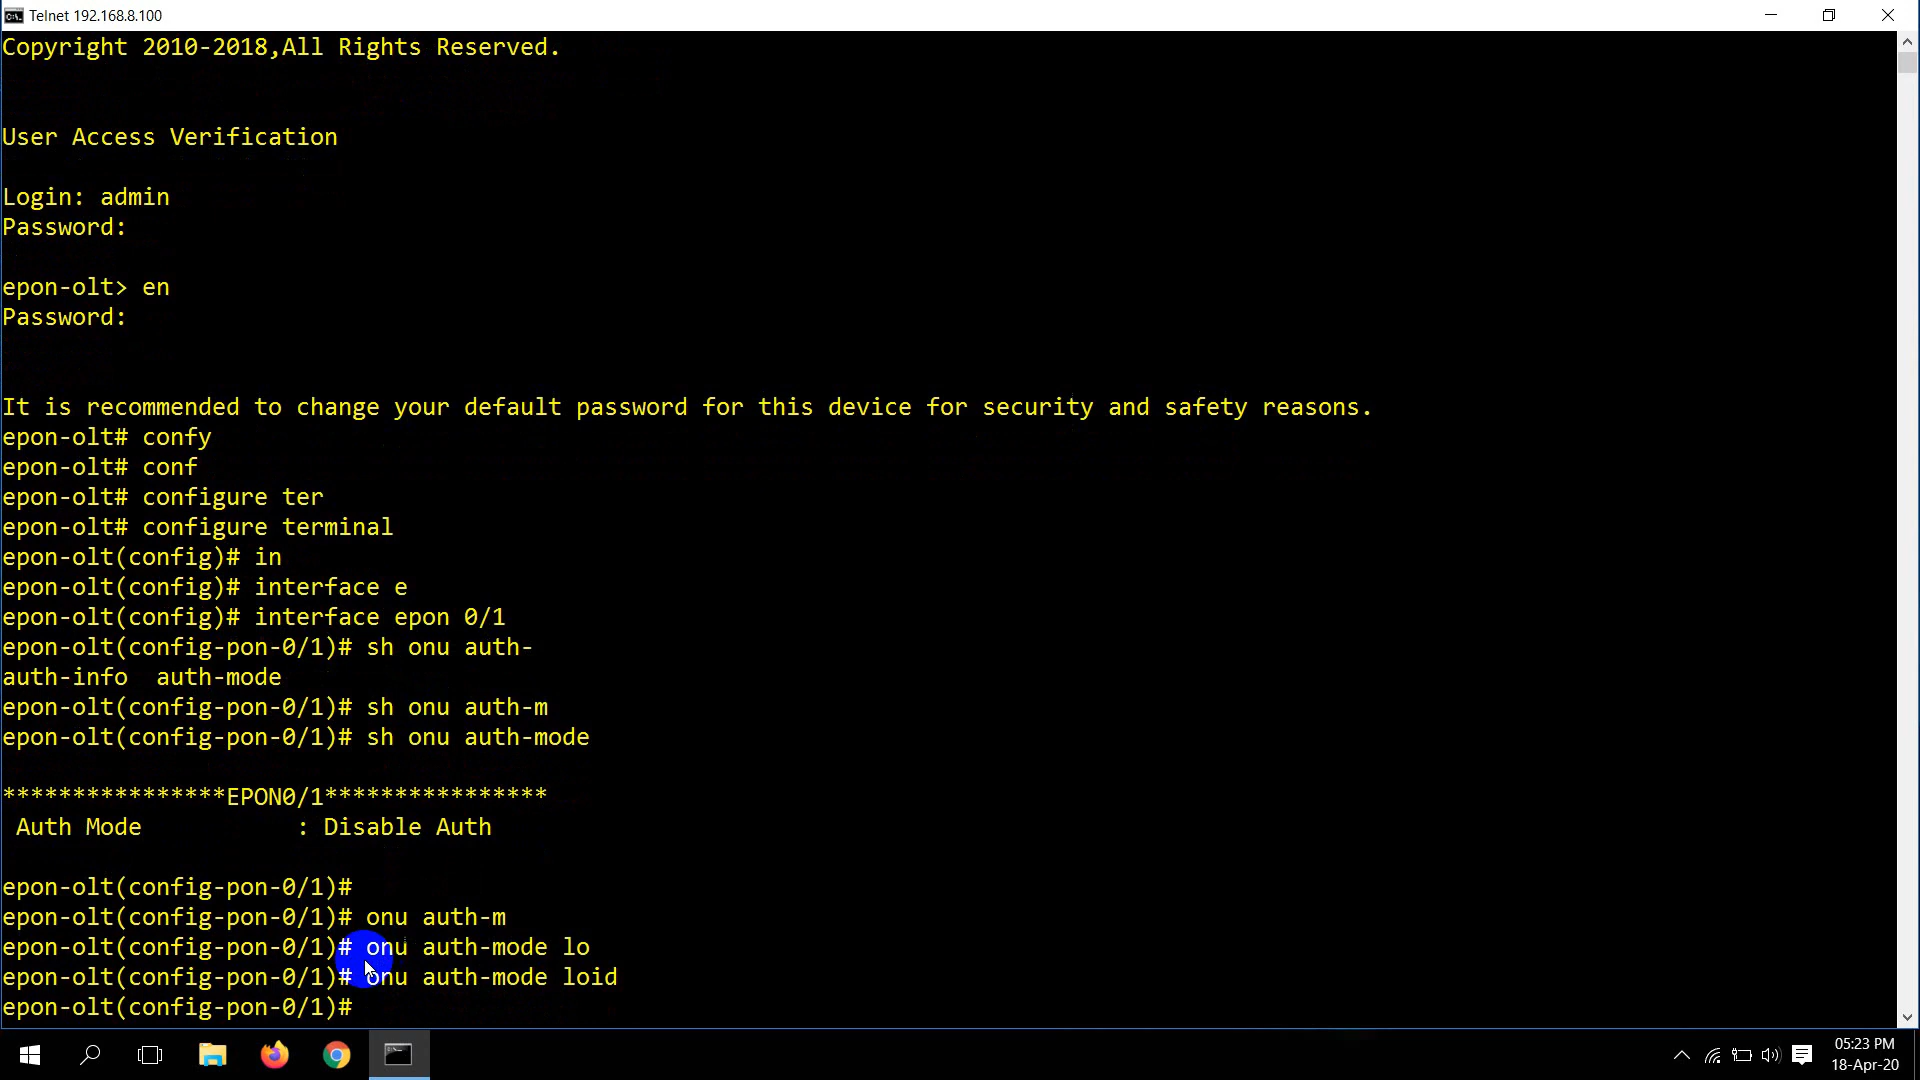 Telnet 192.168.8.100
Copyright 2010-2018,All Rights Reserved.
User Access Verification
Login: admin
Password:
epon-olt> en
Password:
It is recommended to change your default password for this device for security and safety reasons.
epon-olt# confy
epon-olt# conf
epon-olt# configure ter
epon-olt# configure terminal
epon-olt(config)# in
epon-olt(config)# interface e
epon-olt(config)# interface epon 0/1
epon-olt(config-pon-0/1)# sh onu auth-
auth-info  auth-mode
epon-olt(config-pon-0/1)# sh onu auth-m
epon-olt(config-pon-0/1)# sh onu auth-mode
****************EPON0/1****************
Auth Mode           : Disable Auth
epon-olt(config-pon-0/1)#
epon-olt(config-pon-0/1)# onu auth-m
epon-olt(config-pon-0/1)# onu auth-mode lo
epon-olt(config-pon-0/1)# onu auth-mode loid
epon-olt(config-pon-0/1)#
05:23 PM
18-Apr-20